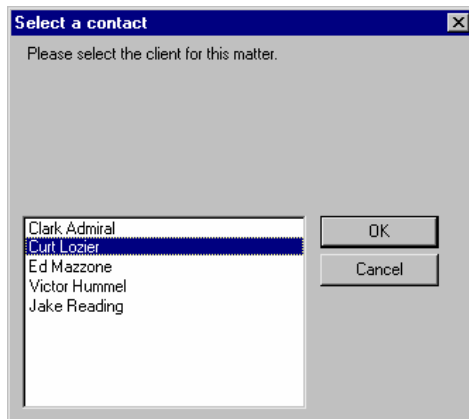 Select a contact
Please select the client for this matter.
Clark Admiral
Curt Lozier
Ed Mazzone
Victor Hummel
Jake Reading
OK
Cancel